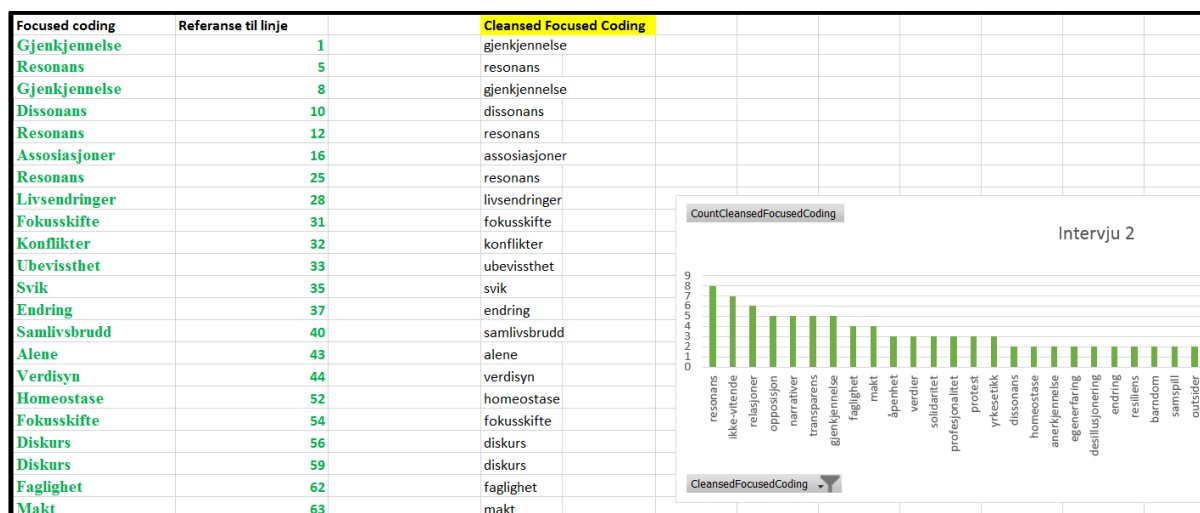 Focused coding Referanse til linje Cleansed Focused Coding
Gjenkjennelse 1 gjenkjennelse
Resonans 5 resonans
Gjenkjennelse 8 gjenkjennelse
Dissonans 10 dissonans
Resonans 12 resonans
Assosiasjoner 16 assosiasjoner
Resonans 25 resonans
Livsendringer 28 livsendringer
Fokusskifte 31 fokusskifte
Konflikter 32 konflikter
Ubevissthet 33 ubevissthet
Svik 35 svik
Endring 37 endring
Samlivsbrudd 40 samlivsbrudd
Alene 43 alene
Verdisyn 44 verdisyn
Homeostase 52 homeostase
Fokusskifte 54 fokusskifte
Diskurs 56 diskurs
Diskurs 59 diskurs
Faglighet 62 faglighet
Makt 63 makt
CountCleansedFocusedCoding
Intervju 2
9
8
7
6
5
4
3
2
1
0
resonans
ikke-vitende
relasjoner
opposisjon
narrativer
transparens
gjenkjennelse
faglighet
makt
åpenhet
verdier
solidaritet
profesjonalitet
protest
yrkesetikk
dissonans
homeostase
anerkjennelse
egenerfaring
desillusjonering
endring
resiliens
barndom
samspill
outsider
CleansedFocusedCoding